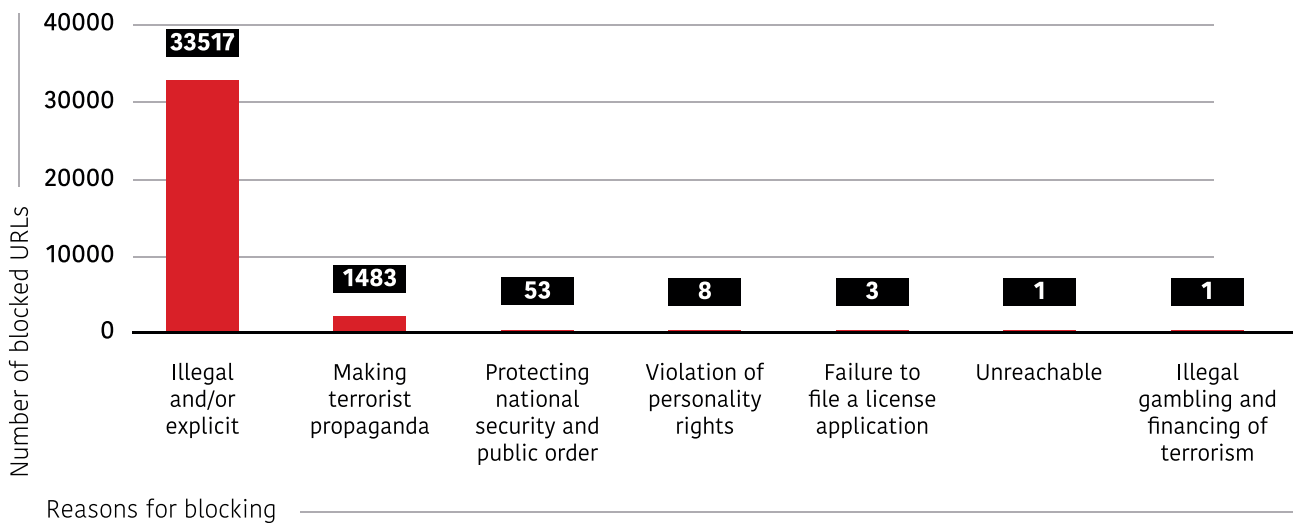 Number of blocked URLs
40000
30000
20000
10000
0
33517
1483
53
8
3
1
1
Illegal
and/or
explicit
Making
terrorist
propaganda
Protecting
national
security and
public order
Violation of
personality
rights
Failure to
file a license
application
Unreachable
Illegal
gambling and
financing of
terrorism
Reasons for blocking